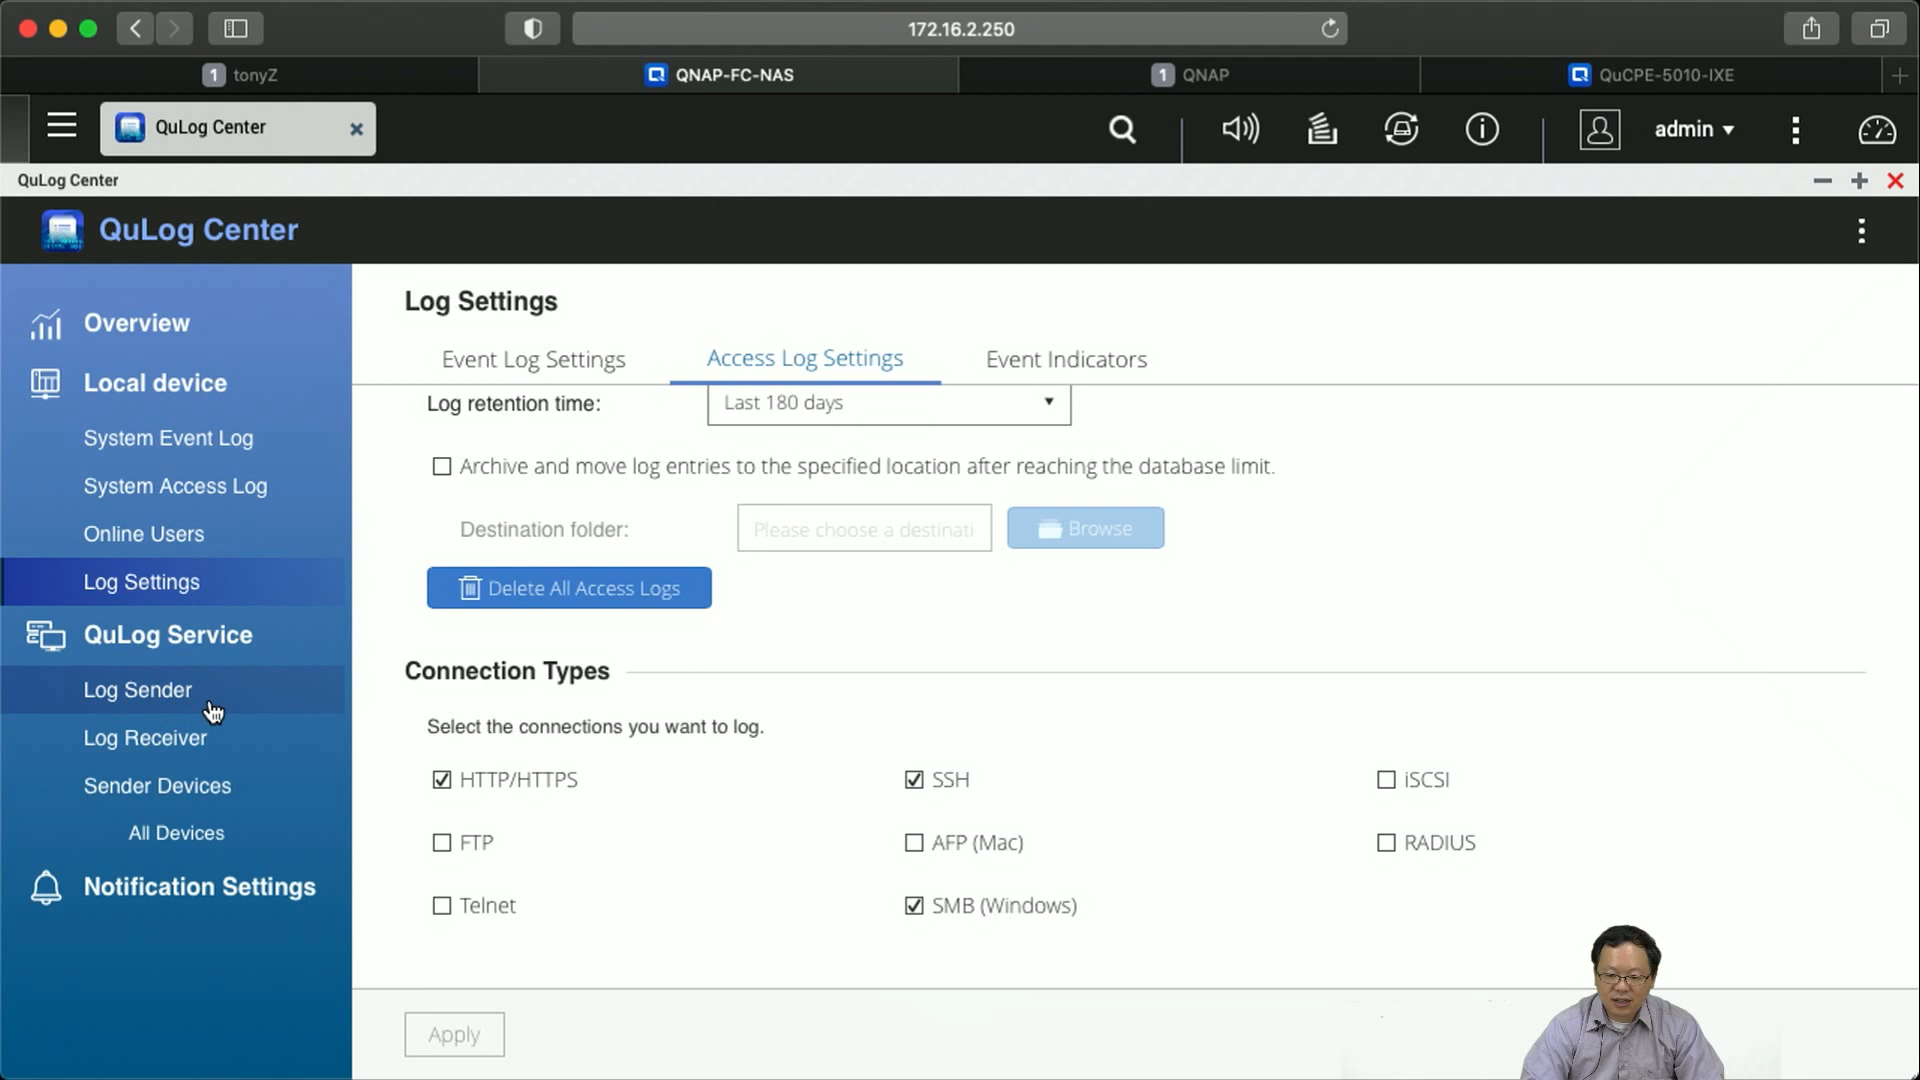 172.16.2.250
1 tonyZ
QNAP-FC-NAS
1 QNAP
QuCPE-5010-IXE
QuLog Center
admin
QuLog Center
QuLog Center
Overview
Local device
System Event Log
System Access Log
Online Users
Log Settings
QuLog Service
Log Sender
Log Receiver
Sender Devices
All Devices
Notification Settings
Log Settings
Event Log Settings
Access Log Settings
Event Indicators
Log retention time:
Last 180 days
Archive and move log entries to the specified location after reaching the database limit.
Destination folder:
Please choose a destinati
Browse
Delete All Access Logs
Connection Types
Select the connections you want to log.
HTTP/HTTPS
SSH
iSCSI
FTP
AFP (Mac)
RADIUS
Telnet
SMB (Windows)
Apply